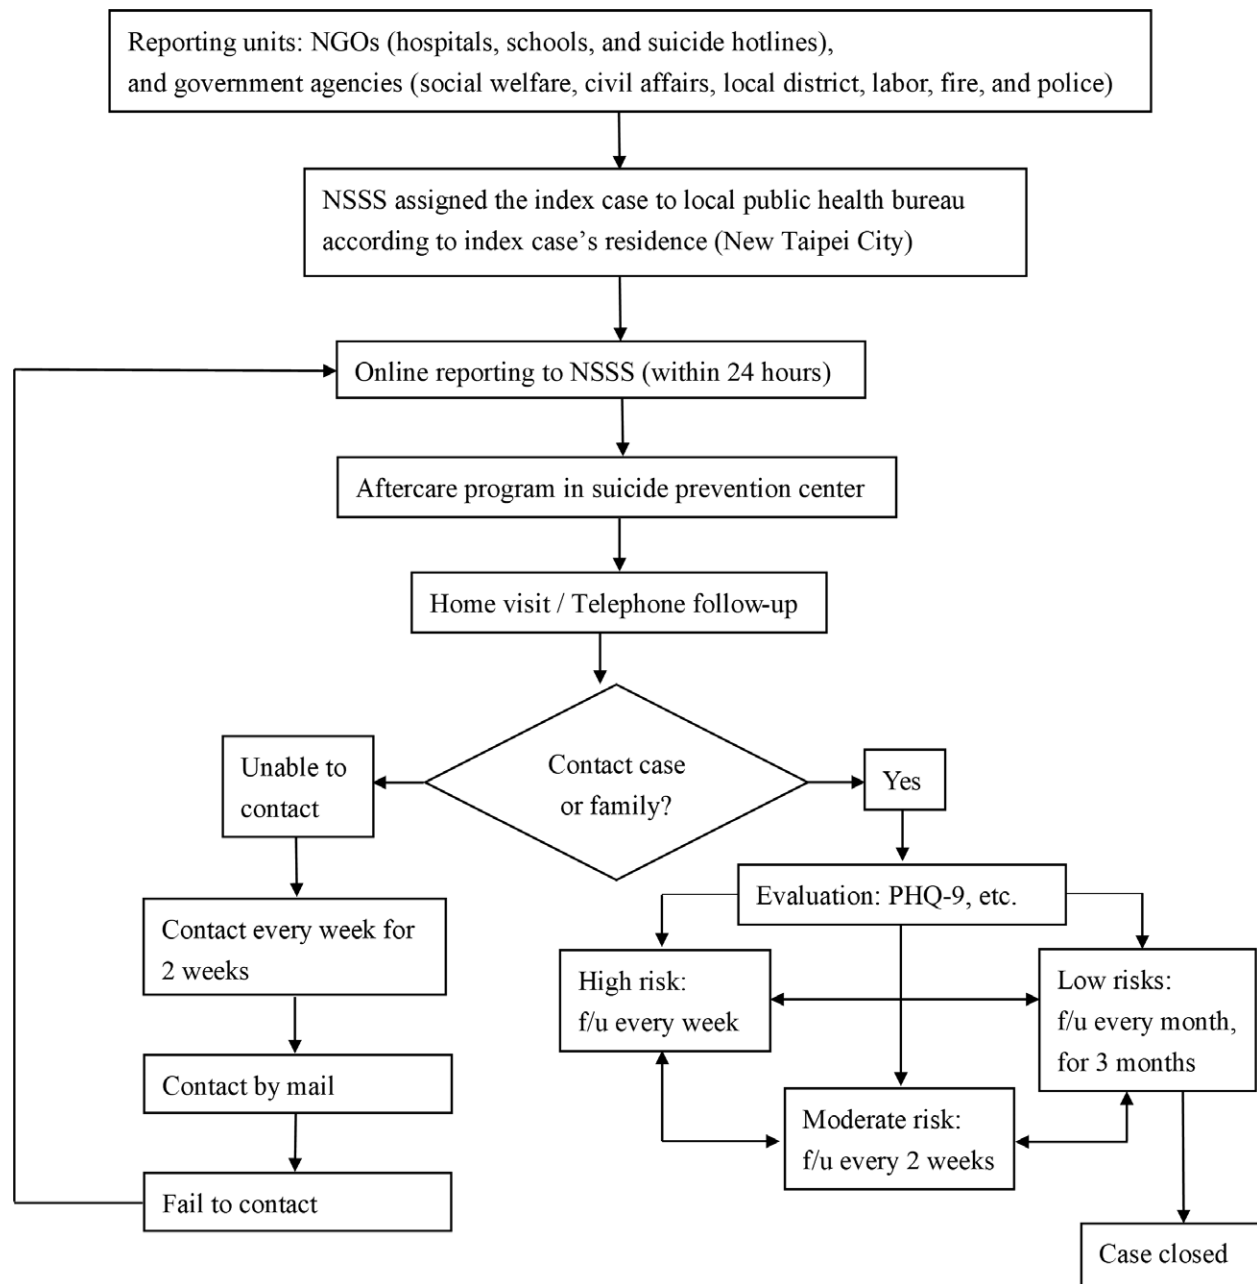 Reporting units: NGOs (hospitals, schools, and suicide hotlines),
and government agencies (social welfare, civil affairs, local district, labor, fire, and police)
NSSS assigned the index case to local public health bureau
according to index case’s residence (New Taipei City)
Online reporting to NSSS (within 24 hours)
Aftercare program in suicide prevention center
Home visit / Telephone follow-up
Contact case
or family?
Unable to
contact
Yes
Contact every week for
2 weeks
Contact by mail
Fail to contact
Evaluation: PHQ-9, etc.
High risk:
f/u every week
Low risks:
f/u every month,
for 3 months
Moderate risk:
f/u every 2 weeks
Case closed